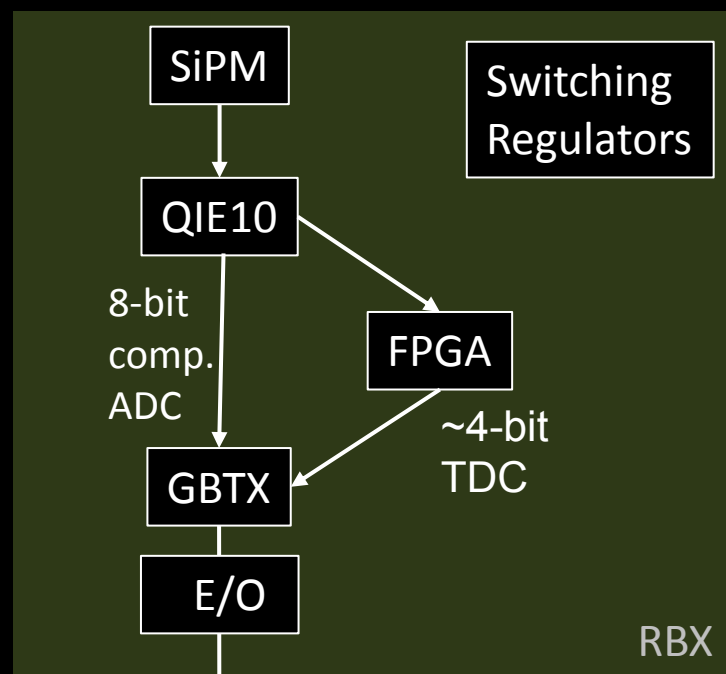 SiPM
Switching
Regulators
QIE10
8-bit
comp.
ADC
FPGA
~4-bit
TDC
GBTX
E/O
RBX